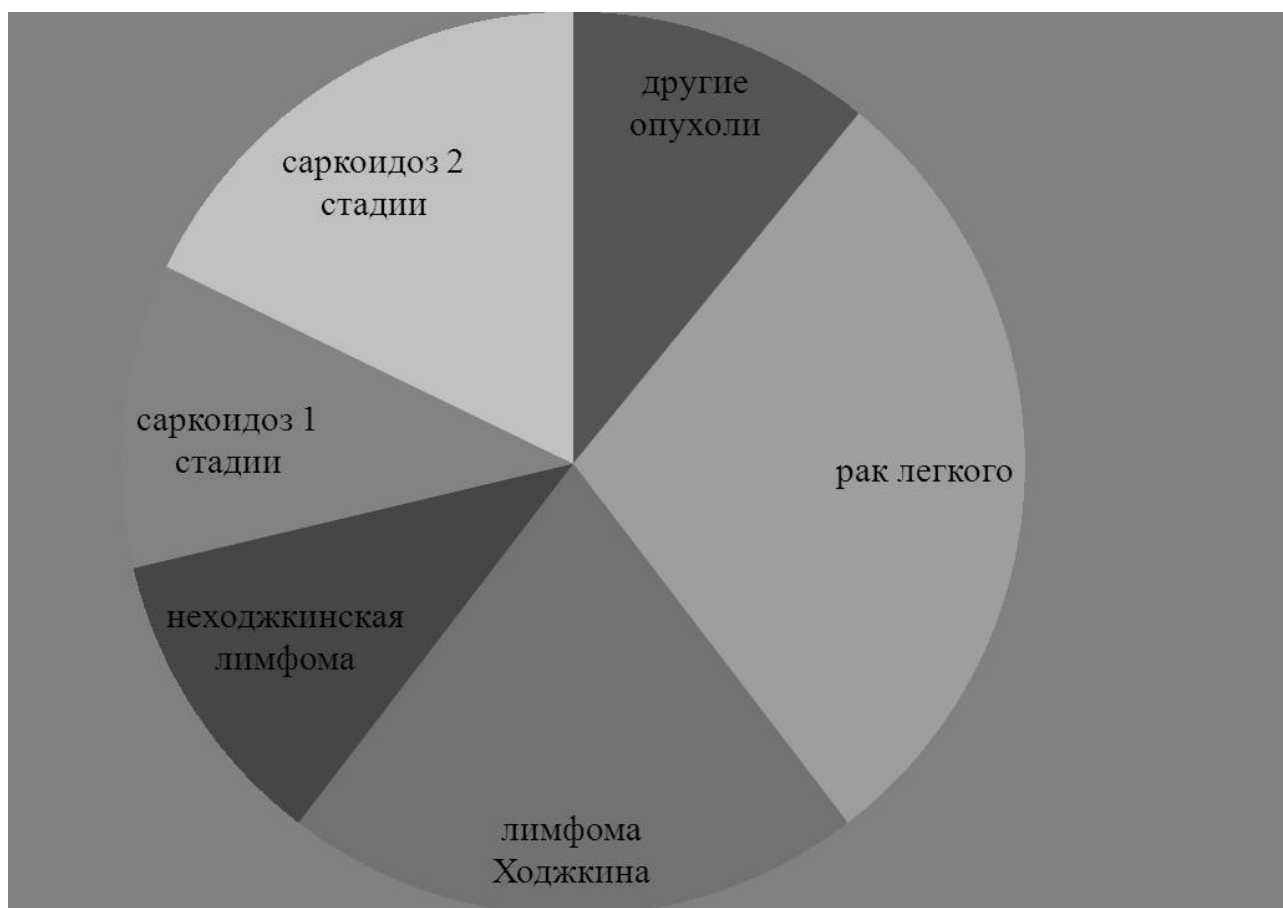 другие
опухоли
саркоидоз 2
стадии
саркоидоз 1
стадии
рак легкого
неходжкинская
лимфома
лимфома
Ходжкина